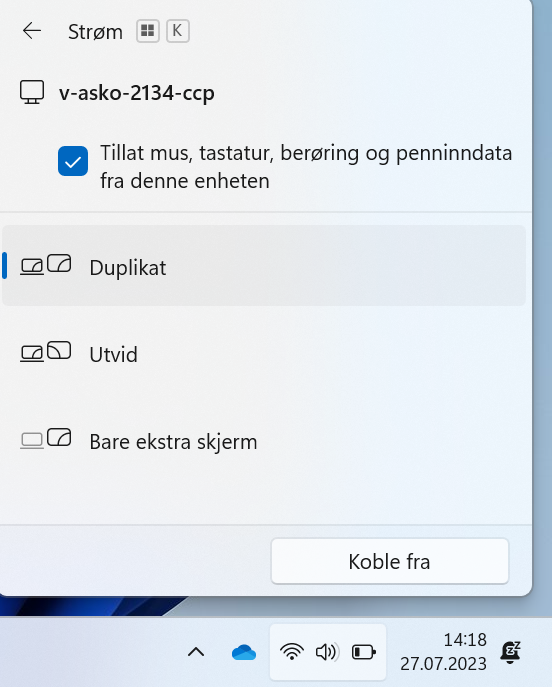 Strøm K
v-asko-2134-ccp
Tillat mus, tastatur, berøring og penninndata
fra denne enheten
Duplikat
Utvid
Bare ekstra skjerm
Koble fra
14:18
27.07.2023